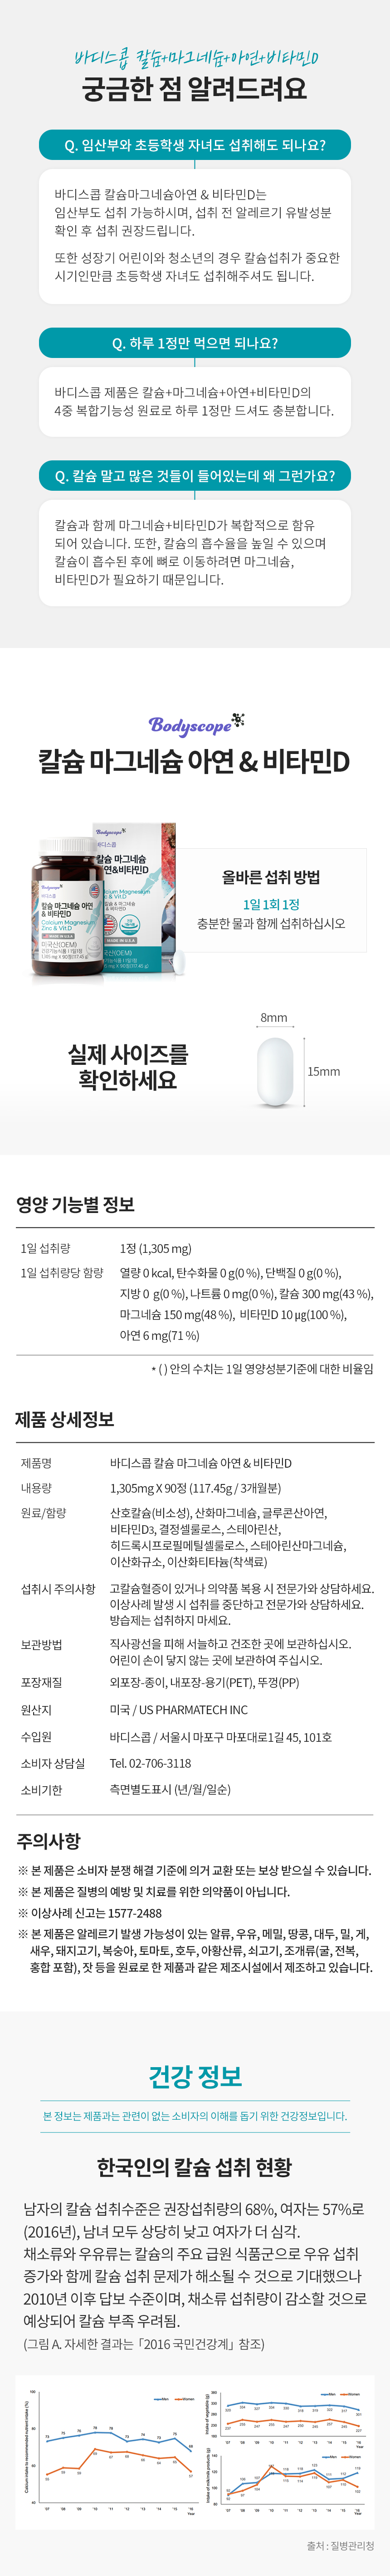 바디스콥 칼슘+마그네슘+아연+비타민D
궁금한 점 알려드려요
Q. 임산부와 초등학생 자녀도 섭취해도 되나요?
바디스콥 칼슘마그네슘아연 & 비타민D는
임산부도 섭취 가능하시며, 섭취 전 알레르기 유발성분
확인 후 섭취 권장드립니다.
또한 성장기 어린이와 청소년의 경우 칼슘섭취가 중요한
시기인만큼 초등학생 자녀도 섭취해주셔도 됩니다.
Q. 하루 1정만 먹으면 되나요?
바디스콥 제품은 칼슘+마그네슘+아연+비타민D의
4중 복합기능성 원료로 하루 1정만 드셔도 충분합니다.
Q. 칼슘 말고 많은 것들이 들어있는데 왜 그런가요?
칼슘과 함께 마그네슘+비타민D가 복합적으로 함유
되어 있습니다. 또한, 칼슘의 흡수율을 높일 수 있으며
칼슘이 흡수된 후에 뼈로 이동하려면 마그네슘,
비타민D가 필요하기 때문입니다.
Bodyscope
칼슘 마그네슘 아연 & 비타민D
올바른 섭취 방법
1일 1회 1정
충분한 물과 함께 섭취하십시오
실제 사이즈를
확인하세요
8mm
15mm
영양 기능별 정보
1일 섭취량 1정 (1,305 mg)
1일 섭취량당 함량 열량 0 kcal, 탄수화물 0 g(0 %), 단백질 0 g(0 %),
지방 0 g(0 %), 나트륨 0 mg(0 %), 칼슘 300 mg(43 %),
마그네슘 150 mg(48 %), 비타민D 10 μg(100 %),
아연 6 mg(71 %)
* ( ) 안의 수치는 1일 영양성분기준에 대한 비율임
제품 상세정보
제품명 바디스콥 칼슘 마그네슘 아연 & 비타민D
내용량 1,305mg X 90정 (117.45g / 3개월분)
원료/함량 산호칼슘(비소성), 산화마그네슘, 글루콘산아연,
비타민D3, 결정셀룰로스, 스테아린산,
히드록시프로필메틸셀룰로스, 스테아린산마그네슘,
이산화규소, 이산화티타늄(착색료)
섭취시 주의사항 고칼슘혈증이 있거나 의약품 복용 시 전문가와 상담하세요.
이상사례 발생 시 섭취를 중단하고 전문가와 상담하세요.
방습제는 섭취하지 마세요.
보관방법 직사광선을 피해 서늘하고 건조한 곳에 보관하십시오.
어린이 손이 닿지 않는 곳에 보관하여 주십시오.
포장재질 외포장-종이, 내포장-용기(PET), 뚜껑(PP)
원산지 미국 / US PHARMATECH INC
수입원 바디스콥 / 서울시 마포구 마포대로1길 45, 101호
소비자 상담실 Tel. 02-706-3118
소비기한 측면별도표시 (년/월/일순)
주의사항
※ 본 제품은 소비자 분쟁 해결 기준에 의거 교환 또는 보상 받으실 수 있습니다.
※ 본 제품은 질병의 예방 및 치료를 위한 의약품이 아닙니다.
※ 이상사례 신고는 1577-2488
※ 본 제품은 알레르기 발생 가능성이 있는 알류, 우유, 메밀, 땅콩, 대두, 밀, 게,
새우, 돼지고기, 복숭아, 토마토, 호두, 아황산류, 쇠고기, 조개류(굴, 전복,
홍합 포함), 잣 등을 원료로 한 제품과 같은 제조시설에서 제조하고 있습니다.
건강 정보
본 정보는 제품과는 관련이 없는 소비자의 이해를 돕기 위한 건강정보입니다.
한국인의 칼슘 섭취 현황
남자의 칼슘 섭취수준은 권장섭취량의 68%, 여자는 57%로
(2016년), 남녀 모두 상당히 낮고 여자가 더 심각.
채소류와 우유류는 칼슘의 주요 급원 식품군으로 우유 섭취
증가와 함께 칼슘 섭취 문제가 해소될 수 것으로 기대했으나
2010년 이후 답보 수준이며, 채소류 섭취량이 감소할 것으로
예상되어 칼슘 부족 우려됨.
(그림 A. 자세한 결과는 「2016 국민건강계」 참조)
Men Women
Calcium intake to recommended nutrient intake (%)
Intake of vegetable (g)
Intake of milk/milk products (g)
'07 '08 '09 '10 '11 '12 '13 '14 '15 '16
Year
출처 : 질병관리청